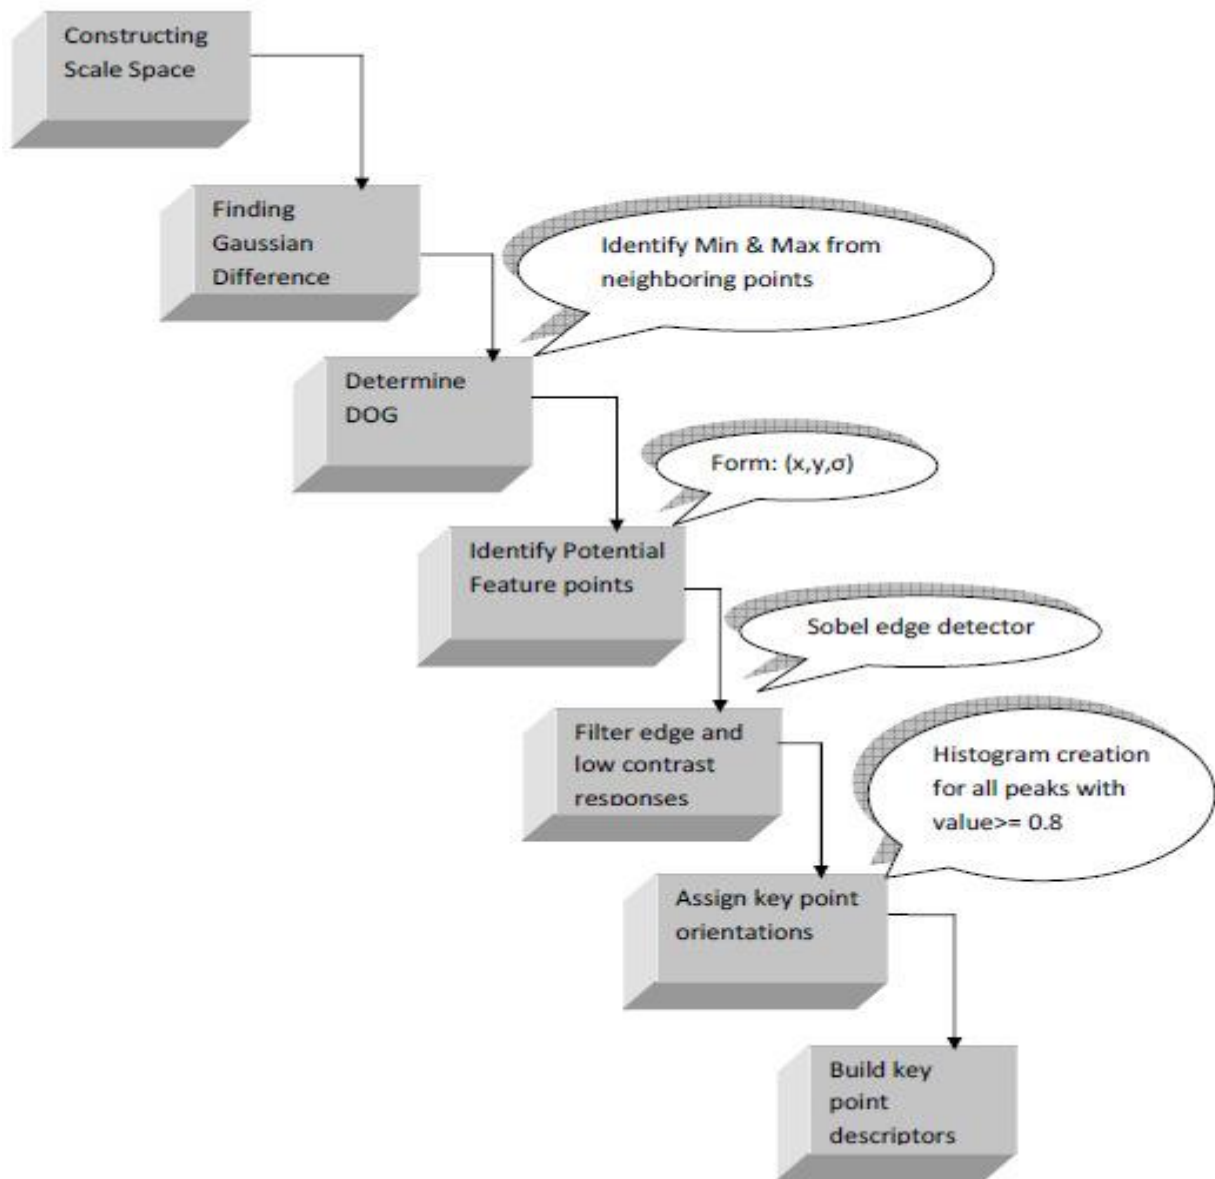 Constructing
Scale Space
Finding
Gaussian
Difference
Identify Min & Max from
neighboring points
Determine
DOG
Form: (x,y,σ)
Identify Potential
Feature points
Sobel edge detector
Filter edge and
low contrast
responses
Histogram creation
for all peaks with
value>= 0.8
Assign key point
orientations
Build key
point
descriptors